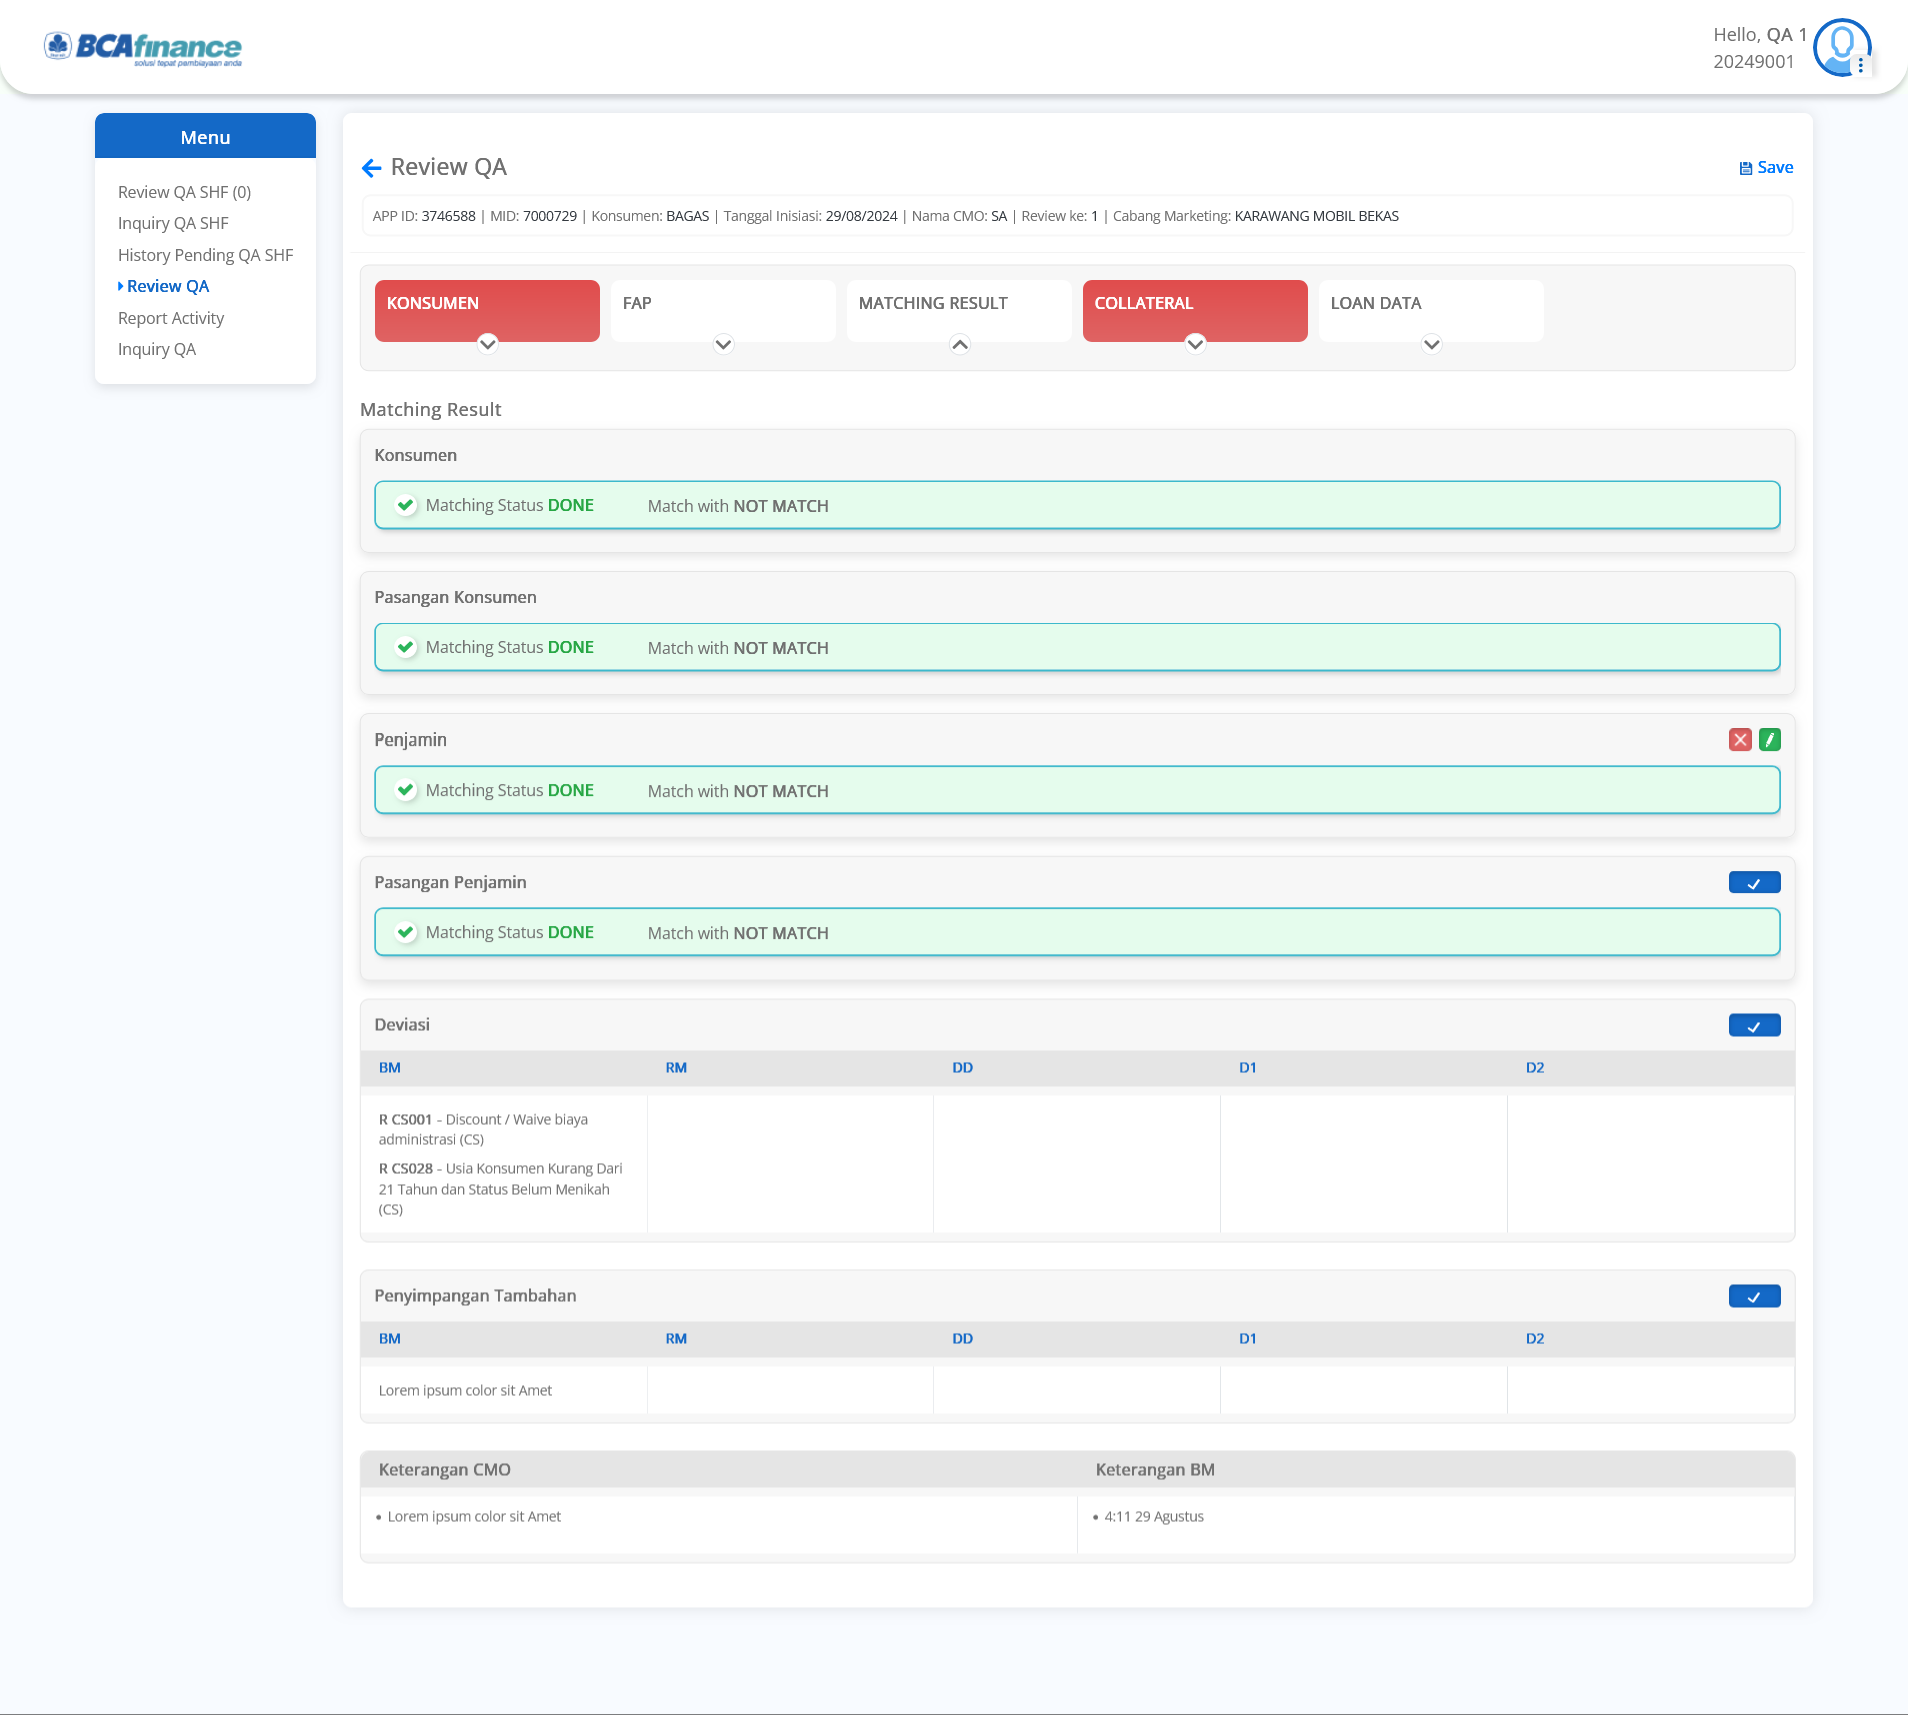 BCAfinance
solusi tepat pembiayaan anda
Hello, QA 1
20249001
Menu
Review QA SHF (0)
Inquiry QA SHF
History Pending QA SHF
Review QA
Report Activity
Inquiry QA
Review QA
Save
APP ID: 3746588 | MID: 7000729 | Konsumen: BAGAS | Tanggal Inisiasi: 29/08/2024 | Nama CMO: SA | Review ke: 1 | Cabang Marketing: KARAWANG MOBIL BEKAS
KONSUMEN
FAP
MATCHING RESULT
COLLATERAL
LOAN DATA
Matching Result
Konsumen
Matching Status DONE
Match with NOT MATCH
Pasangan Konsumen
Matching Status DONE
Match with NOT MATCH
Penjamin
Matching Status DONE
Match with NOT MATCH
Pasangan Penjamin
Matching Status DONE
Match with NOT MATCH
Deviasi
BM
RM
DD
D1
D2
R CS001 - Discount / Waive biaya
administrasi (CS)
R CS028 - Usia Konsumen Kurang Dari
21 Tahun dan Status Belum Menikah
(CS)
Penyimpangan Tambahan
BM
RM
DD
D1
D2
Lorem ipsum color sit Amet
Keterangan CMO
Keterangan BM
• Lorem ipsum color sit Amet
• 4:11 29 Agustus